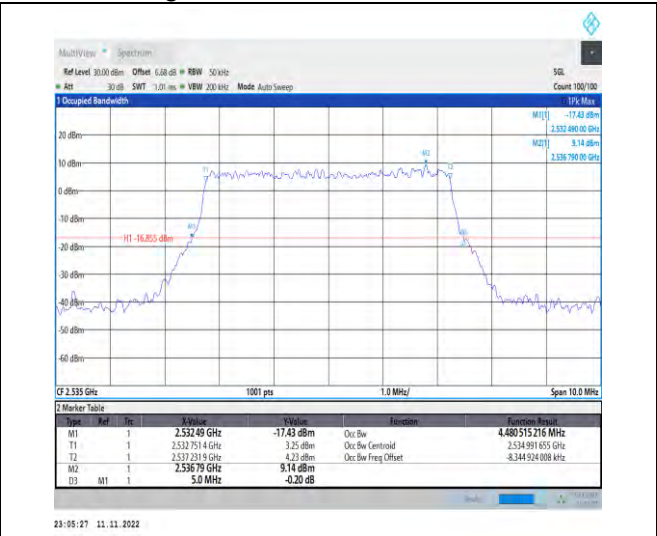 MultiView Spectrum
Ref Level 30.00 dBm Offset 6.68 dB RBW 50 kHz SGL
Att 30 dB SWT 1.01 ms VBW 200 kHz Mode Auto Sweep Count 100/100
1 Occupied Bandwidth 1Pk Max
M1[1] -17.43 dBm
2.532 490 00 GHz
M2[1] 9.14 dBm
2.536 790 00 GHz
20 dBm
M2
10 dBm
T1 T2
0 dBm
-10 dBm
M1
H1 -16.855 dBm
-20 dBm
-30 dBm
-40 dBm
-50 dBm
-60 dBm
CF 2.535 GHz 1001 pts 1.0 MHz/ Span 10.0 MHz
2 Marker Table
Type Ref Trc X-Value Y-Value Function Function Result
M1 1 2.532 49 GHz -17.43 dBm Occ Bw 4.480 515 216 MHz
T1 1 2.532 751 4 GHz 3.25 dBm Occ Bw Centroid 2.534 991 655 GHz
T2 1 2.537 231 9 GHz 4.23 dBm Occ Bw Freq Offset -8.344 924 008 kHz
M2 1 2.536 79 GHz 9.14 dBm
D3 M1 1 5.0 MHz -0.20 dB
23:05:27 11.11.2022